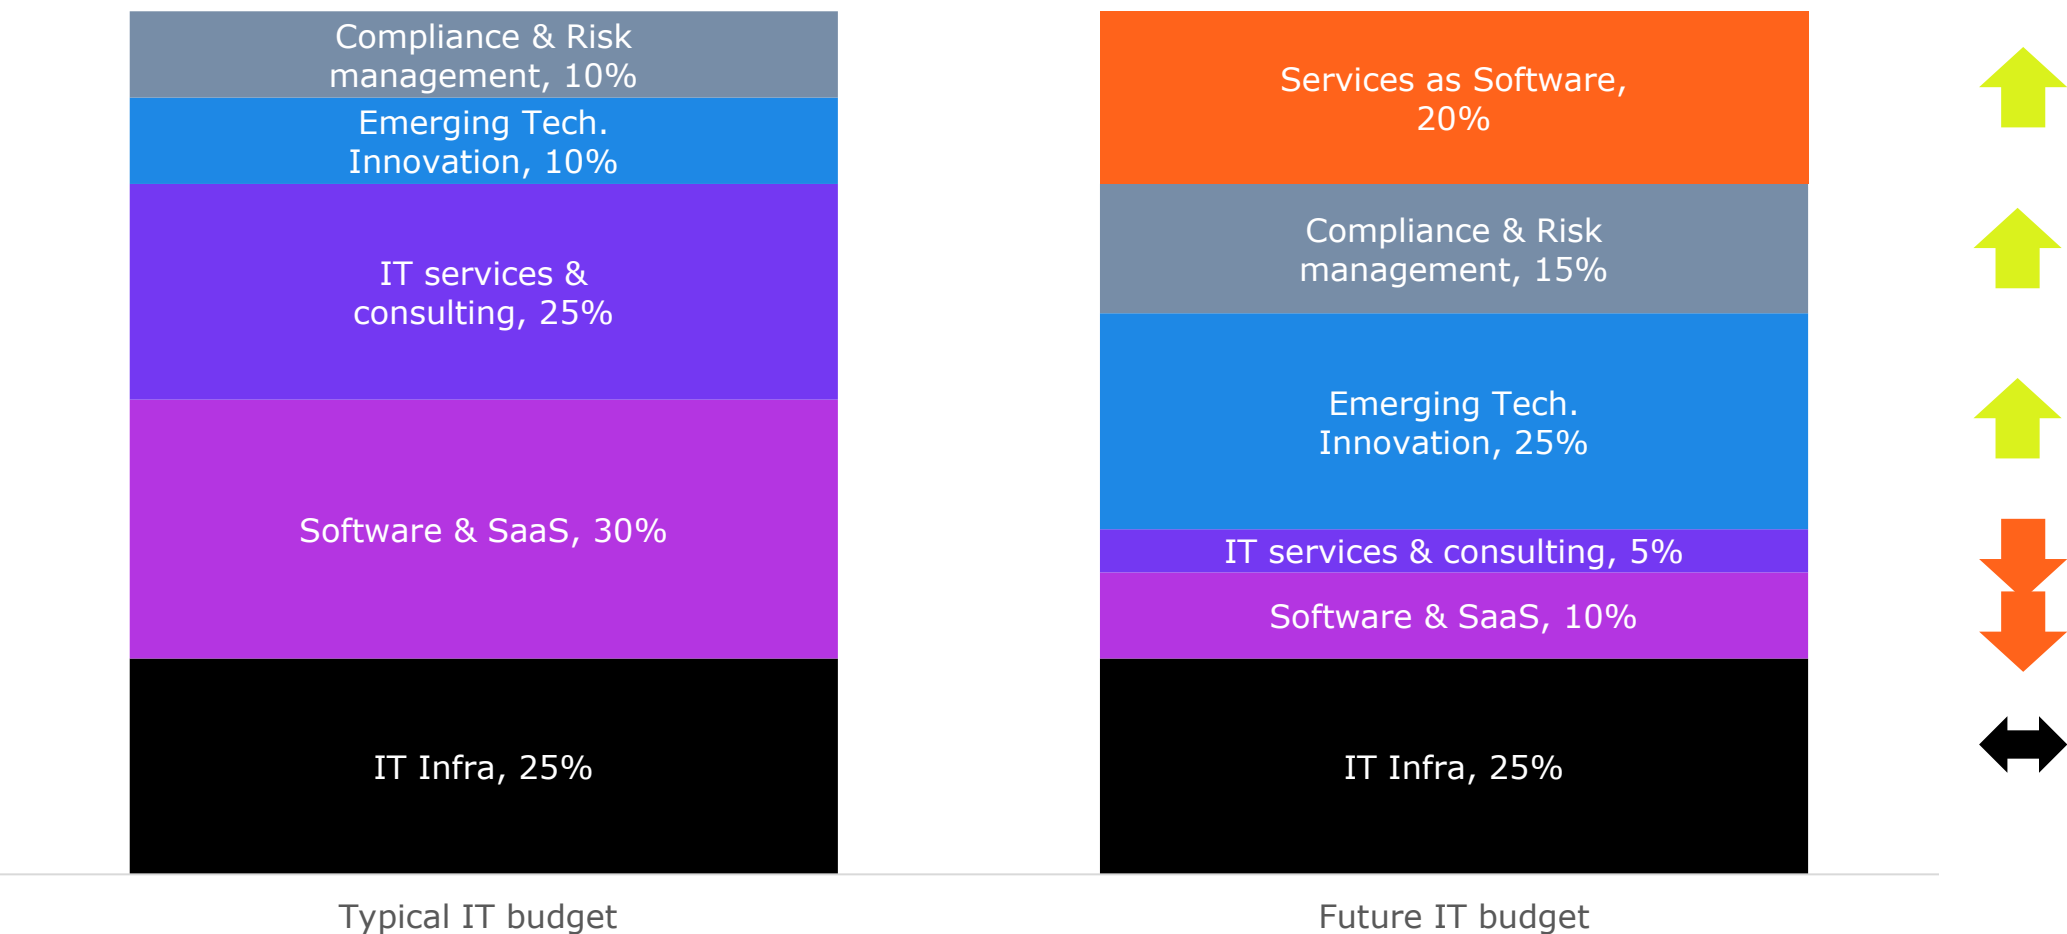 Compliance & Risk
management, 10%
Emerging Tech.
Innovation, 10%
IT services &
consulting, 25%
Software & SaaS, 30%
IT Infra, 25%
Typical IT budget
Services as Software,
20%
Compliance & Risk
management, 15%
Emerging Tech.
Innovation, 25%
IT services & consulting, 5%
Software & SaaS, 10%
IT Infra, 25%
Future IT budget